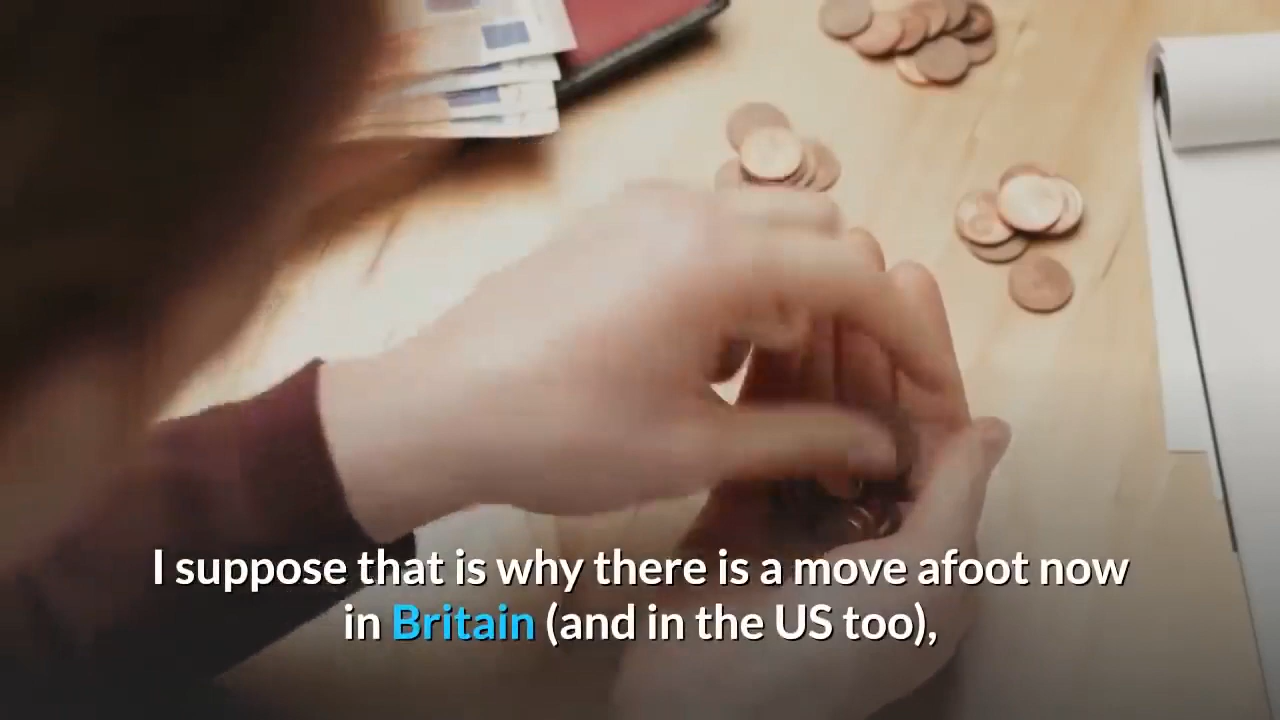 I suppose that is why there is a move afoot now
in Britain (and in the US too),